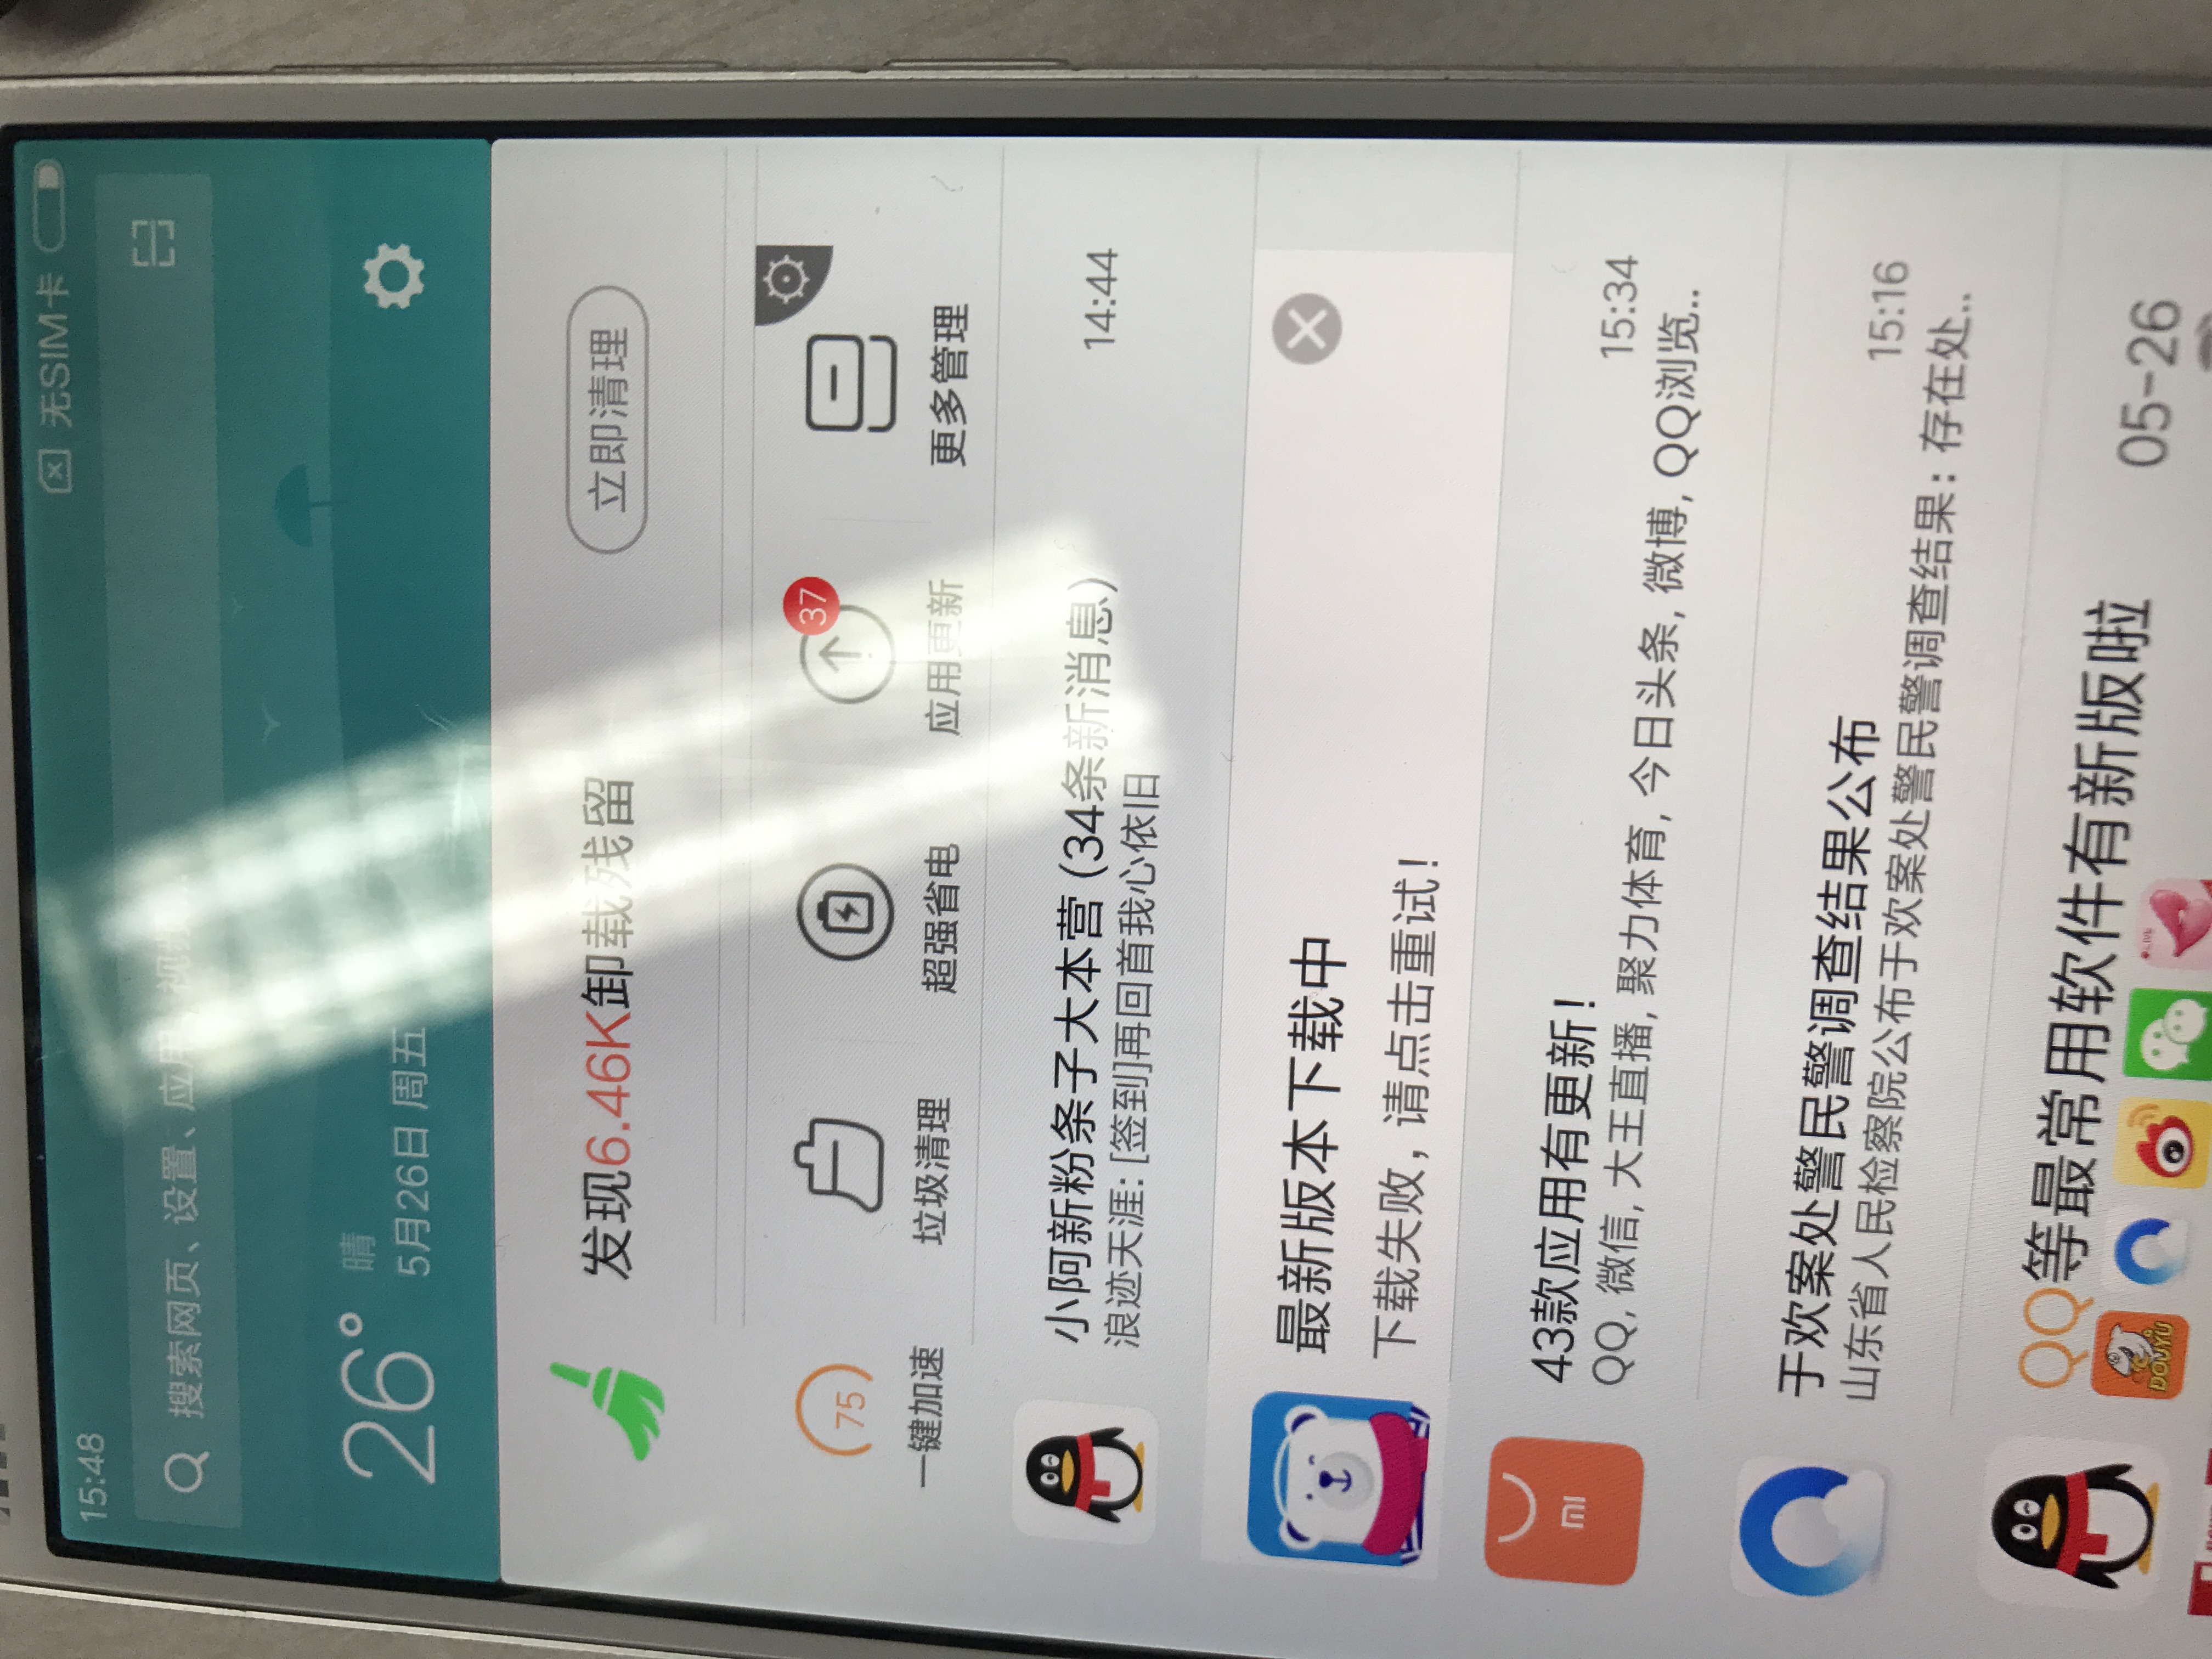 15:48
无SIM卡
搜索网页、设置、应用、视频...
26°
晴
5月26日 周五
发现6.46K卸载残留
立即清理
75
37
一键加速
垃圾清理
超强省电
应用更新
更多管理
小阿新粉条子大本营 (34条新消息)
14:44
浪迹天涯: [签到]再回首我心依旧
最新版本下载中
下载失败, 请点击重试!
MI
43款应用有更新!
15:34
QQ, 微信, 大王直播, 聚力体育, 今日头条, 微博, QQ浏览..
于欢案处警民警调查结果公布
15:16
山东省人民检察院公布于欢案处警民警调查结果: 存在处..
QQ等最常用软件有新版啦
05-26
DOUYU
LIVE